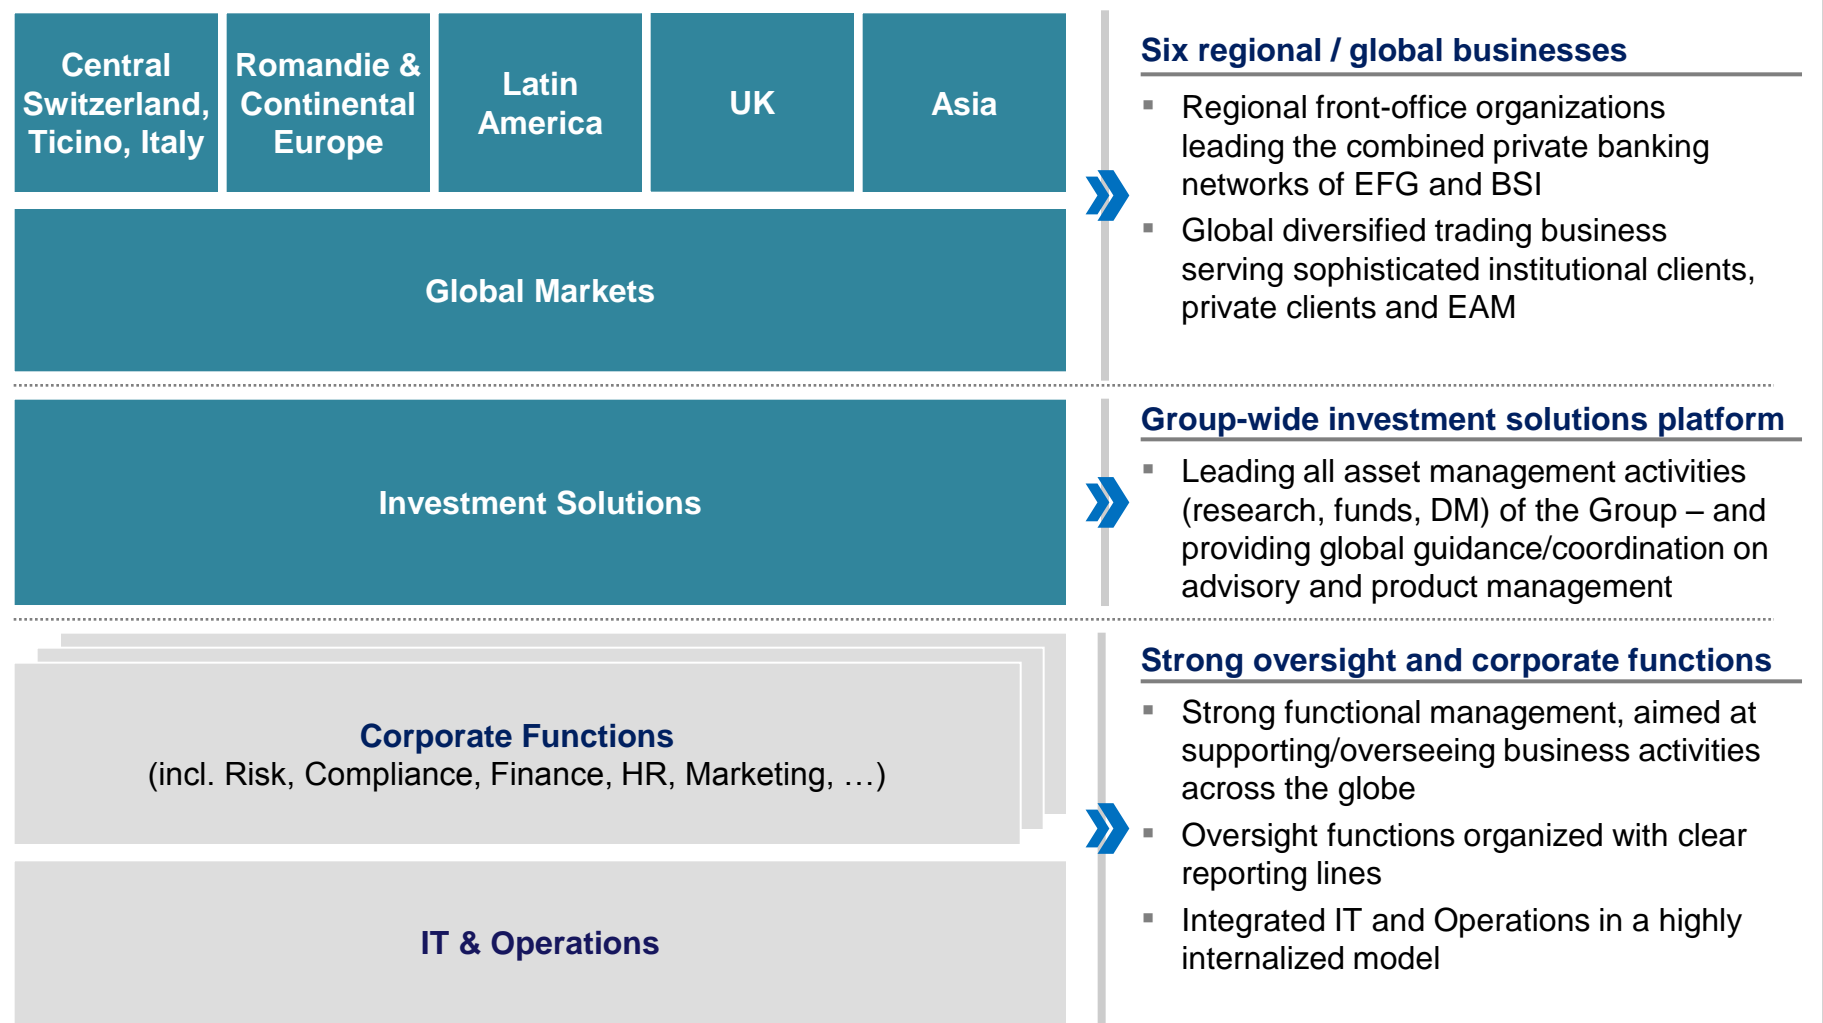 Central
Switzerland,
Ticino, Italy
Romandie &
Continental
Europe
Latin
America
UK
Asia
Global Markets
Six regional / global businesses
▪ Regional front-office organizations
leading the combined private banking
networks of EFG and BSI
▪ Global diversified trading business
serving sophisticated institutional clients,
private clients and EAM
Investment Solutions
Group-wide investment solutions platform
▪ Leading all asset management activities
(research, funds, DM) of the Group – and
providing global guidance/coordination on
advisory and product management
Corporate Functions
(incl. Risk, Compliance, Finance, HR, Marketing, …)
IT & Operations
Strong oversight and corporate functions
▪ Strong functional management, aimed at
supporting/overseeing business activities
across the globe
▪ Oversight functions organized with clear
reporting lines
▪ Integrated IT and Operations in a highly
internalized model